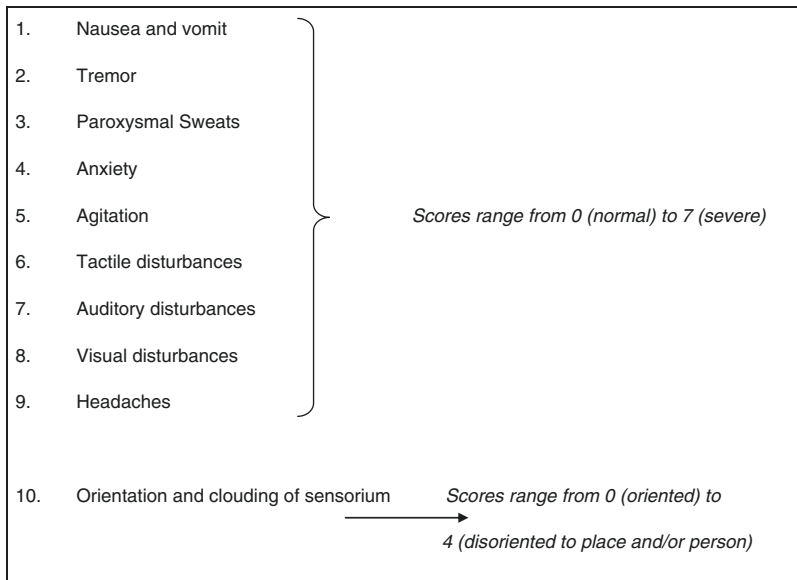 1. Nausea and vomit
2. Tremor
3. Paroxysmal Sweats
4. Anxiety
5. Agitation
Scores range from 0 (normal) to 7 (severe)
6. Tactile disturbances
7. Auditory disturbances
8. Visual disturbances
9. Headaches
10. Orientation and clouding of sensorium
Scores range from 0 (oriented) to
4 (disoriented to place and/or person)